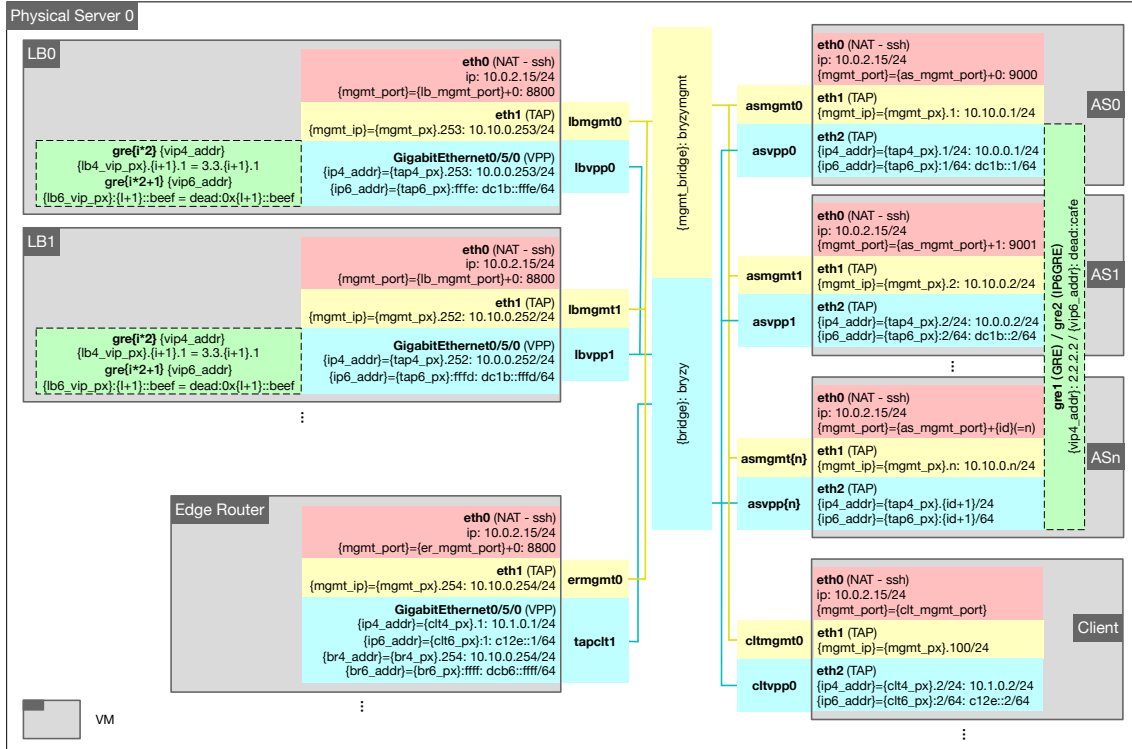 Physical Server 0
LB0
eth0 (NAT - ssh)
ip: 10.0.2.15/24
{mgmt_port}={lb_mgmt_port}+0: 8800
eth1 (TAP)
{mgmt_ip}={mgmt_px}.253: 10.10.0.253/24
lbmgmt0
gre{i*2} {vip4_addr}
{lb4_vip_px}.{i+1}.1 = 3.3.{i+1}.1
gre{i*2+1} {vip6_addr}
{lb6_vip_px}:{I+1}::beef = dead:0x{I+1}::beef
GigabitEthernet0/5/0 (VPP)
{ip4_addr}={tap4_px}.253: 10.0.0.253/24
{ip6_addr}={tap6_px}:fffe: dc1b::fffe/64
lbvpp0
LB1
eth0 (NAT - ssh)
ip: 10.0.2.15/24
{mgmt_port}={lb_mgmt_port}+0: 8800
eth1 (TAP)
{mgmt_ip}={mgmt_px}.252: 10.10.0.252/24
lbmgmt1
gre{i*2} {vip4_addr}
{lb4_vip_px}.{i+1}.1 = 3.3.{i+1}.1
gre{i*2+1} {vip6_addr}
{lb6_vip_px}:{I+1}::beef = dead:0x{I+1}::beef
GigabitEthernet0/5/0 (VPP)
{ip4_addr}={tap4_px}.252: 10.0.0.252/24
{ip6_addr}={tap6_px}:fffd: dc1b::fffd/64
lbvpp1
...
Edge Router
eth0 (NAT - ssh)
ip: 10.0.2.15/24
{mgmt_port}={er_mgmt_port}+0: 8800
eth1 (TAP)
{mgmt_ip}={mgmt_px}.254: 10.10.0.254/24
ermgmt0
GigabitEthernet0/5/0 (VPP)
{ip4_addr}={clt4_px}.1: 10.1.0.1/24
{ip6_addr}={clt6_px}:1: c12e::1/64
{br4_addr}={br4_px}.254: 10.10.0.254/24
{br6_addr}={br6_px}:ffff: dcb6::ffff/64
tapclt1
...
VM
{mgmt_bridge}: bryzymgmt
{bridge}: bryzy
AS0
eth0 (NAT - ssh)
ip: 10.0.2.15/24
{mgmt_port}={as_mgmt_port}+0: 9000
asmgmt0
eth1 (TAP)
{mgmt_ip}={mgmt_px}.1: 10.10.0.1/24
asvpp0
eth2 (TAP)
{ip4_addr}={tap4_px}.1/24: 10.0.0.1/24
{ip6_addr}={tap6_px}:1/64: dc1b::1/64
AS1
eth0 (NAT - ssh)
ip: 10.0.2.15/24
{mgmt_port}={as_mgmt_port}+1: 9001
asmgmt1
eth1 (TAP)
{mgmt_ip}={mgmt_px}.2: 10.10.0.2/24
asvpp1
eth2 (TAP)
{ip4_addr}={tap4_px}.2/24: 10.0.0.2/24
{ip6_addr}={tap6_px}:2/64: dc1b::2/64
...
ASn
eth0 (NAT - ssh)
ip: 10.0.2.15/24
{mgmt_port}={as_mgmt_port}+{id}(=n)
asmgmt{n}
eth1 (TAP)
{mgmt_ip}={mgmt_px}.n: 10.10.0.n/24
asvpp{n}
eth2 (TAP)
{ip4_addr}={tap4_px}.{id+1}/24
{ip6_addr}={tap6_px}:{id+1}/64
gre1 (GRE) / gre2 (IP6GRE)
{vip4_addr}: 2.2.2.2 / {vip6_addr}: dead::cafe
Client
eth0 (NAT - ssh)
ip: 10.0.2.15/24
{mgmt_port}={clt_mgmt_port}
cltmgmt0
eth1 (TAP)
{mgmt_ip}={mgmt_px}.100/24
cltvpp0
eth2 (TAP)
{ip4_addr}={clt4_px}.2/24: 10.1.0.2/24
{ip6_addr}={clt6_px}:2/64: c12e::2/64
...